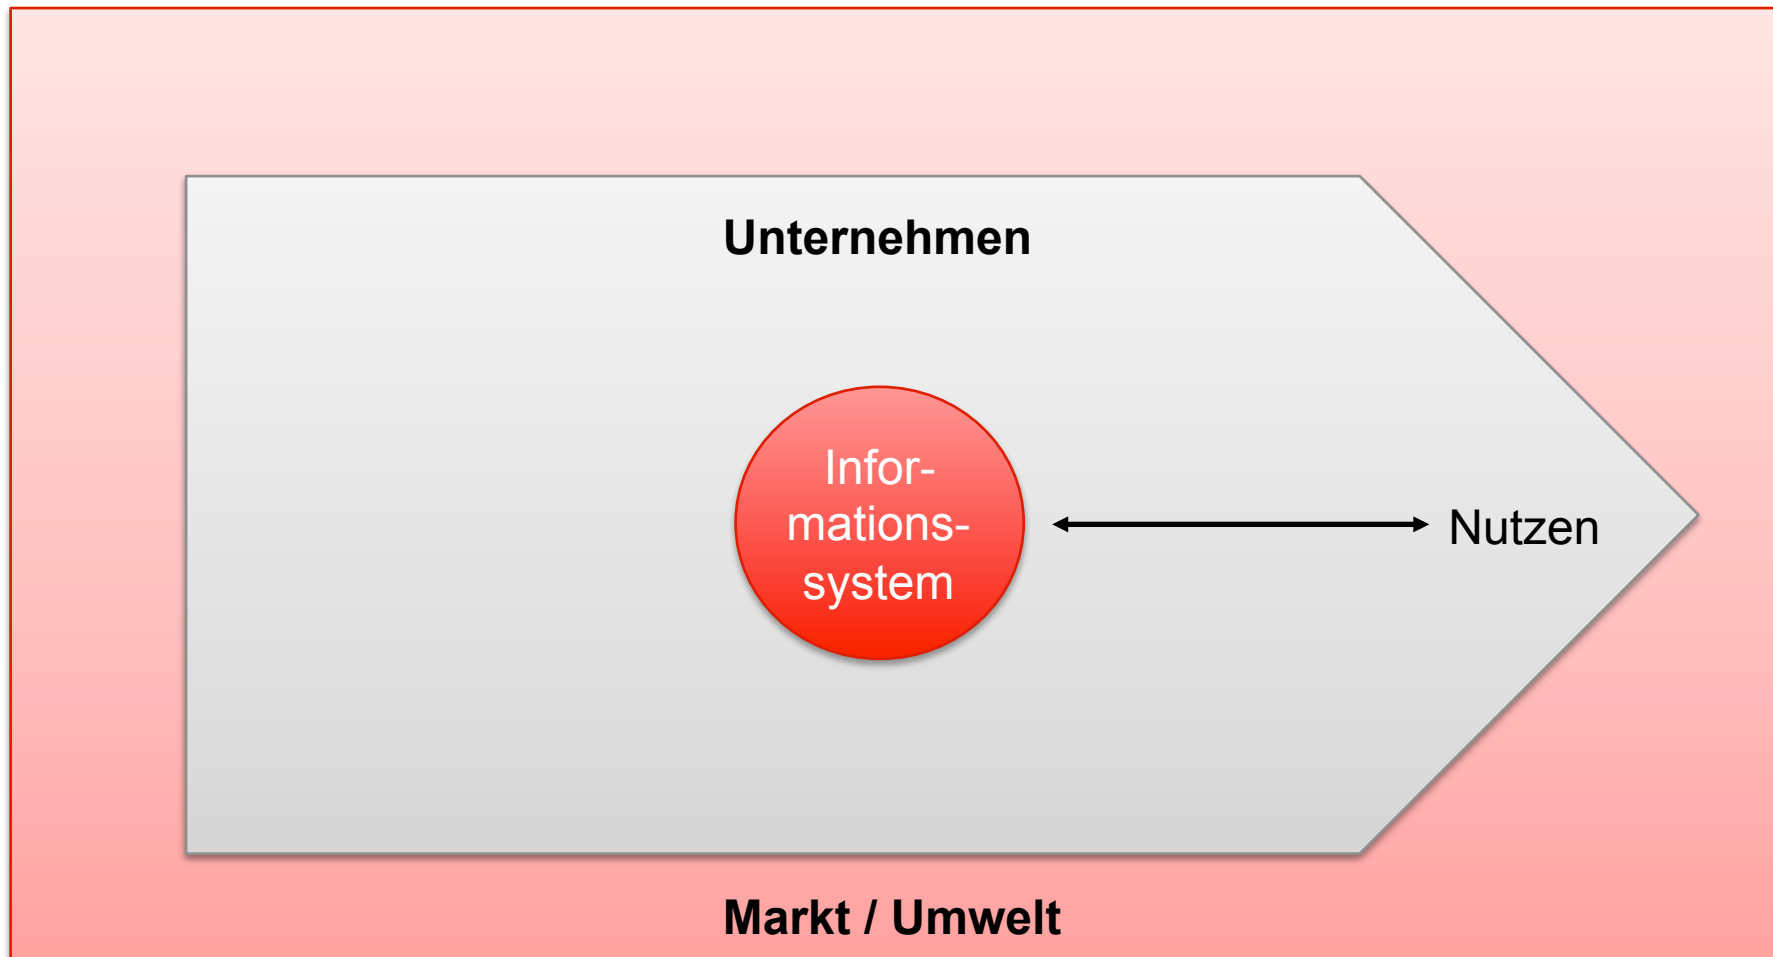 Unternehmen
Infor-
mations-
system
Nutzen
Markt / Umwelt